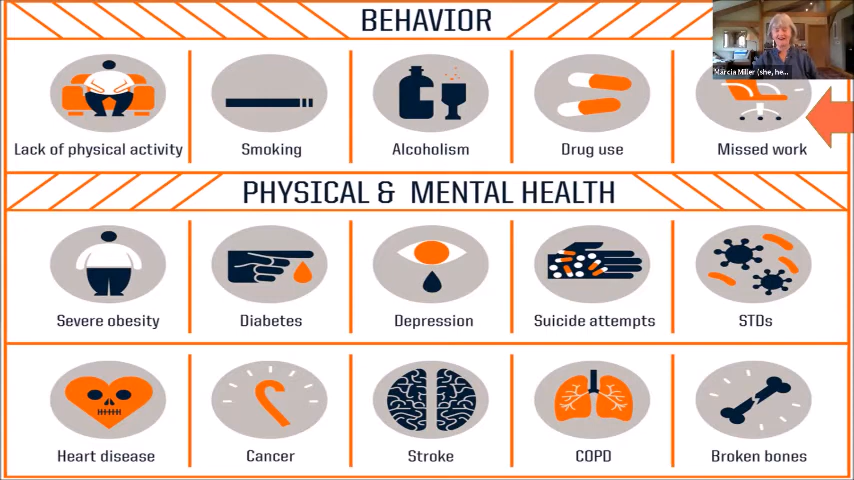 BEHAVIOR
Marcia Miller (she, he...
Lack of physical activity
Smoking
Alcoholism
Drug use
Missed work
PHYSICAL & MENTAL HEALTH
Severe obesity
Diabetes
Depression
Suicide attempts
STDs
Heart disease
Cancer
Stroke
COPD
Broken bones